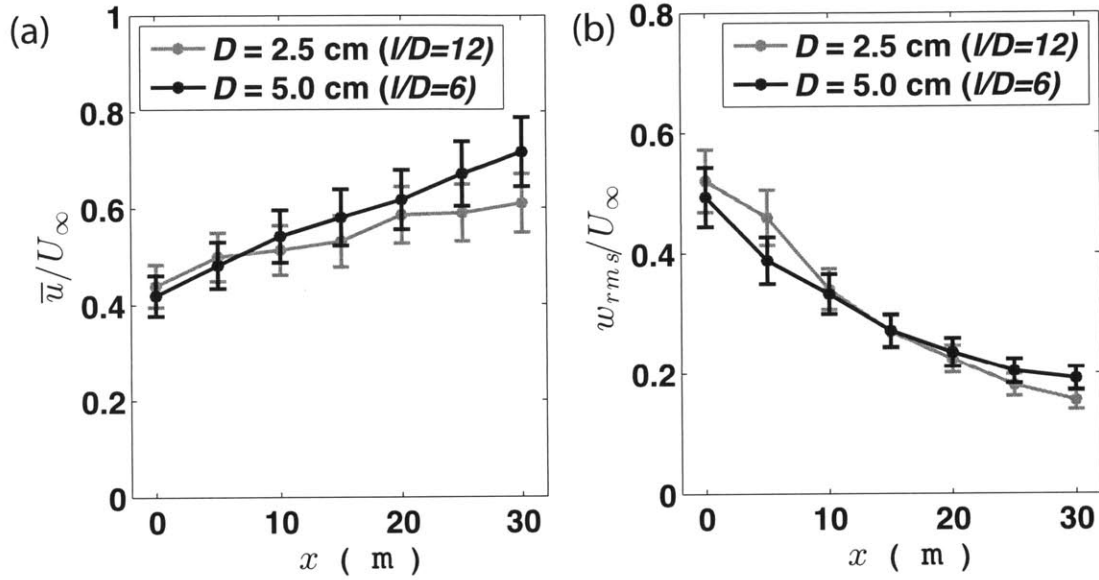 (a)
1
D = 2.5 cm (l/D=12)
D = 5.0 cm (l/D=6)
0.8
0.6
0.4
0.2
0
u̅/U∞
0 10 20 30
x ( m )
(b)
0.8
D = 2.5 cm (l/D=12)
D = 5.0 cm (l/D=6)
0.6
0.4
0.2
0
wrms/U∞
0 10 20 30
x ( m )